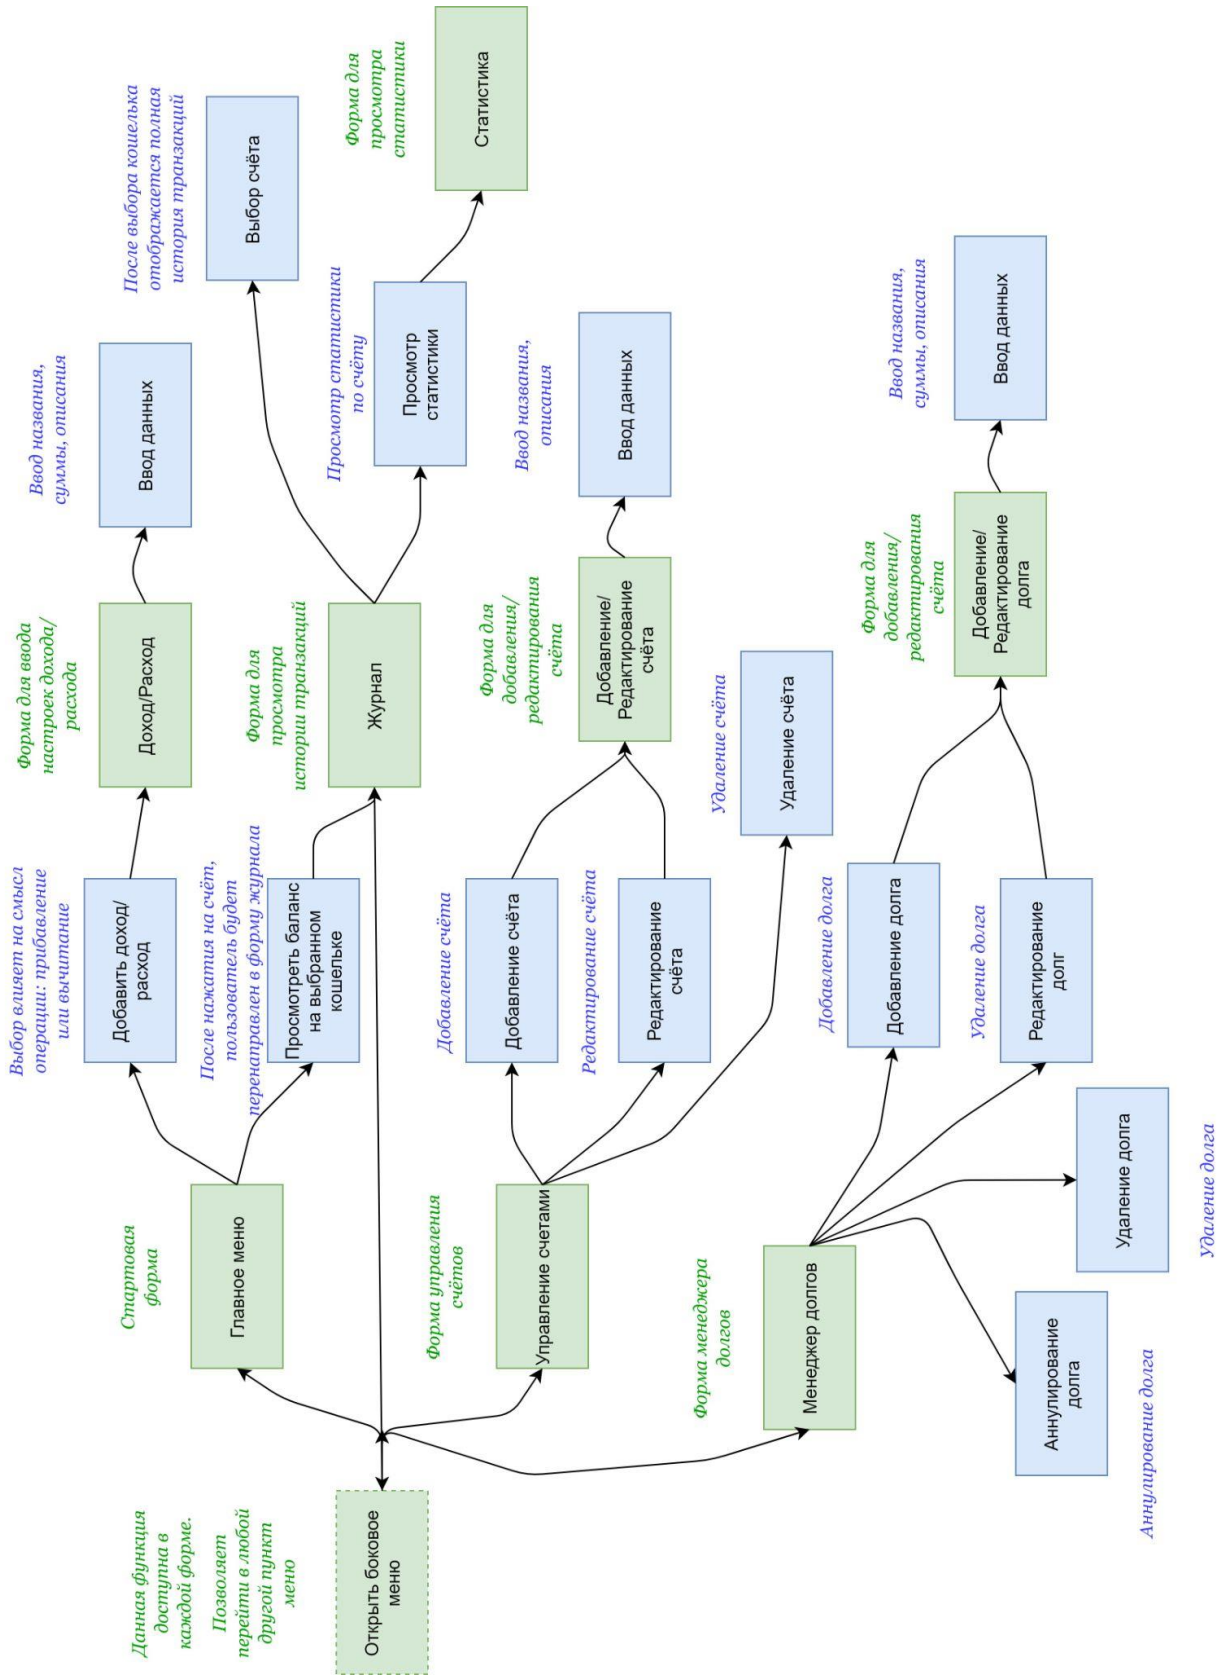 Данная функция
доступна в
каждой форме.
Позволяет
перейти в любой
другой пункт
меню
Открыть боковое
меню
Стартовая
форма
Главное меню
Выбор влияет на смысл
операции: прибавление
или вычитание
Добавить доход/
расход
Форма для ввода
настроек дохода/
расхода
Доход/Расход
Ввод названия,
суммы, описания
Ввод данных
После нажатия на счёт,
пользователь будет
перенаправлен в форму журнала
Просмотреть баланс
на выбранном
кошельке
Форма для
просмотра
истории транзакций
Журнал
После выбора кошелька
отображается полная
история транзакций
Выбор счёта
Просмотр статистики
по счёту
Просмотр
статистики
Форма для
просмотра
статистики
Статистика
Форма управления
счётов
Управление счетами
Добавление счёта
Добавление счёта
Редактирование счёта
Редактирование
счёта
Форма для
добавления/
редактирования
счёта
Добавление/
Редактирование
счёта
Ввод названия,
описания
Ввод данных
Удаление счёта
Удаление счёта
Форма менеджера
долгов
Менеджер долгов
Добавление долга
Добавление долга
Удаление долга
Редактирование
долг
Форма для
добавления/
редактирования
счёта
Добавление/
Редактирование
долга
Ввод названия,
суммы, описания
Ввод данных
Удаление долга
Удаление долга
Аннулирование
долга
Аннулирование долга